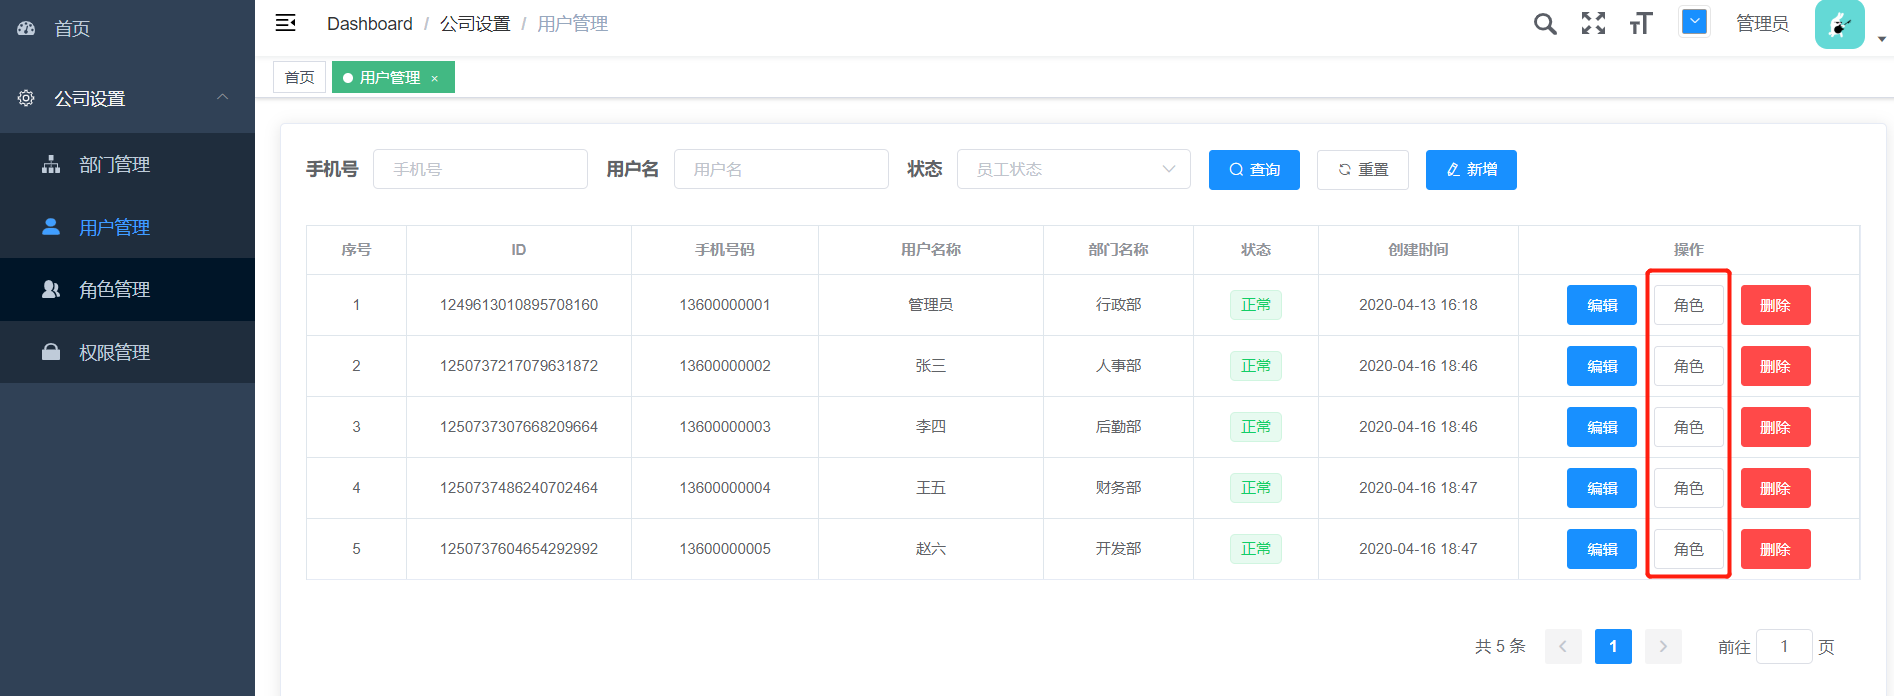 首页
公司设置
部门管理
用户管理
角色管理
权限管理
Dashboard / 公司设置 / 用户管理
管理员
首页
用户管理 ×
手机号 手机号 用户名 用户名 状态 员工状态 查询 重置 新增
序号 ID 手机号码 用户名称 部门名称 状态 创建时间 操作
1 1249613010895708160 13600000001 管理员 行政部 正常 2020-04-13 16:18 编辑 角色 删除
2 1250737217079631872 13600000002 张三 人事部 正常 2020-04-16 18:46 编辑 角色 删除
3 1250737307668209664 13600000003 李四 后勤部 正常 2020-04-16 18:46 编辑 角色 删除
4 1250737486240702464 13600000004 王五 财务部 正常 2020-04-16 18:47 编辑 角色 删除
5 1250737604654292992 13600000005 赵六 开发部 正常 2020-04-16 18:47 编辑 角色 删除
共 5 条 1 前往 1 页